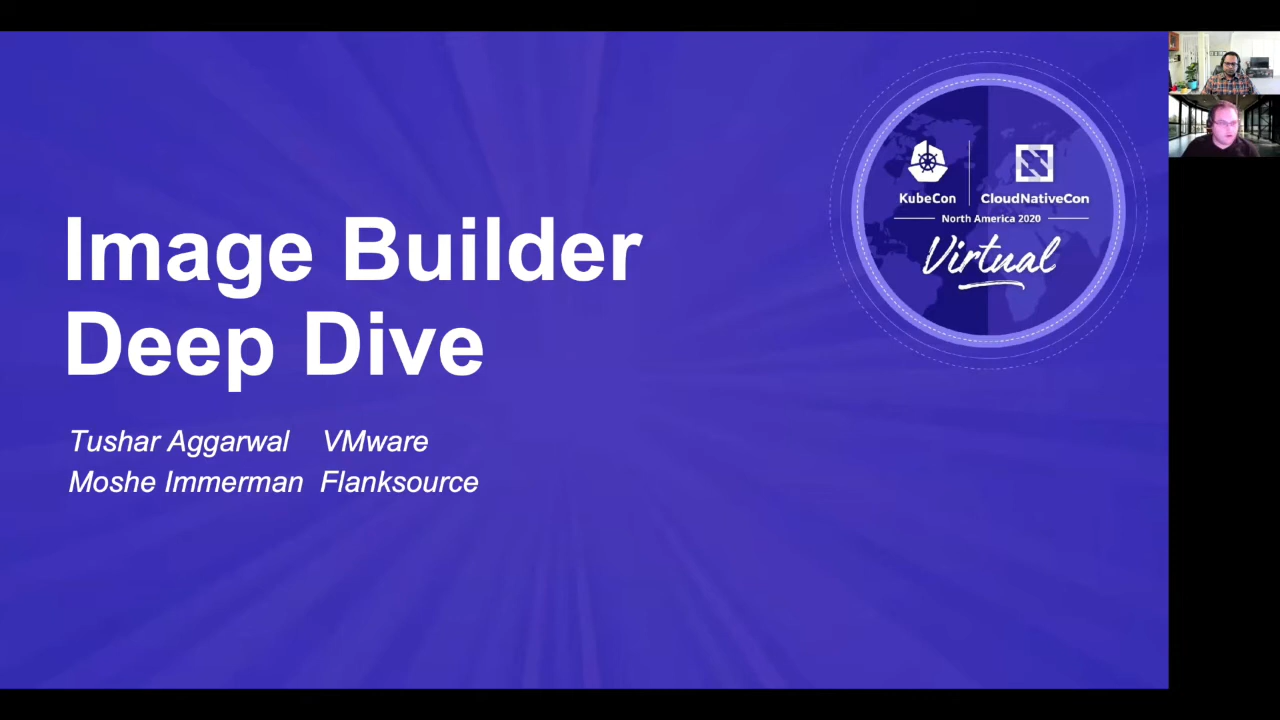 Image Builder
Deep Dive
Tushar Aggarwal VMware
Moshe Immerman Flanksource
KubeCon CloudNativeCon
North America 2020
Virtual